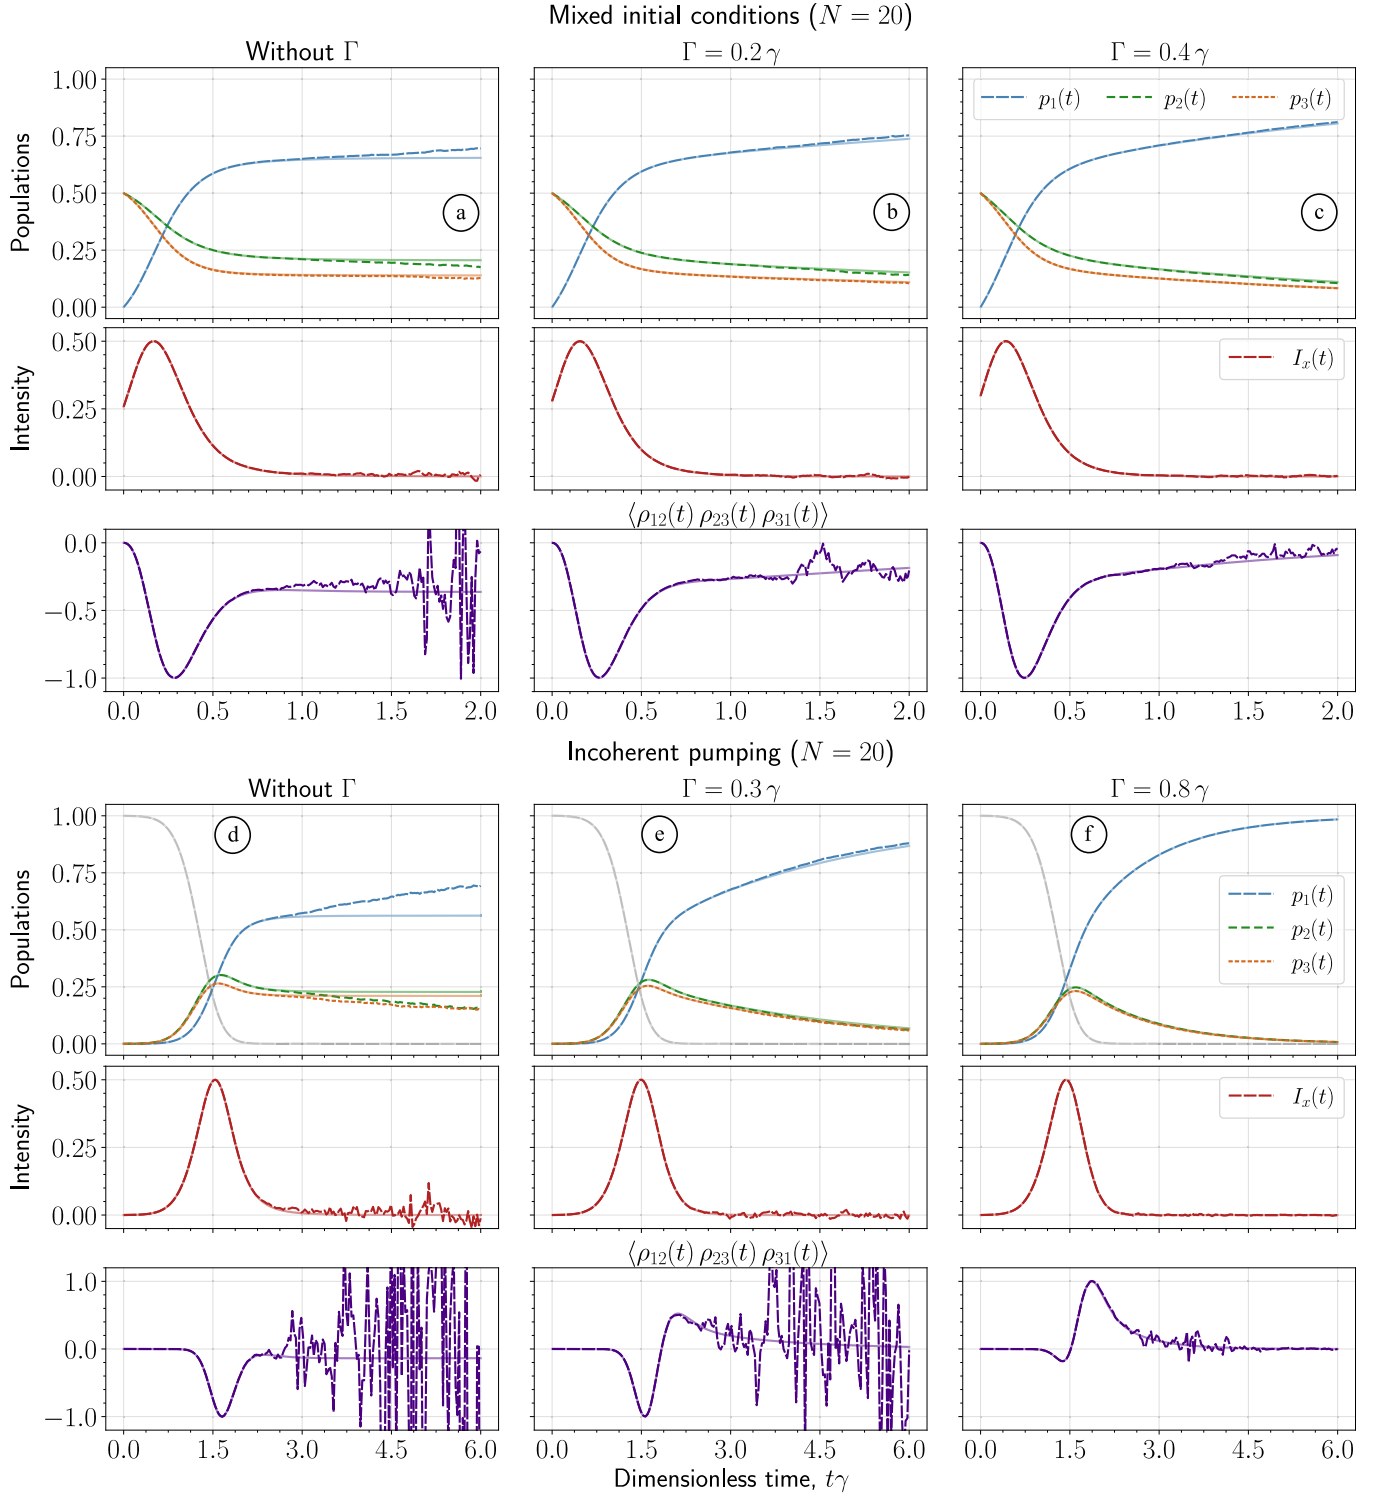 Mixed initial conditions (N = 20)
Without Γ
Γ = 0.2 γ
Γ = 0.4 γ
Populations
1.00
0.75
0.50
0.25
0.00
a
b
c
p₁(t) p₂(t) p₃(t)
Intensity
0.50
0.25
0.00
I_x(t)
⟨ρ₁₂(t) ρ₂₃(t) ρ₃₁(t)⟩
0.0
−0.5
−1.0
0.0 0.5 1.0 1.5 2.0
0.0 0.5 1.0 1.5 2.0
0.0 0.5 1.0 1.5 2.0
Incoherent pumping (N = 20)
Without Γ
Γ = 0.3 γ
Γ = 0.8 γ
Populations
1.00
0.75
0.50
0.25
0.00
d
e
f
p₁(t)
p₂(t)
p₃(t)
Intensity
0.50
0.25
0.00
I_x(t)
⟨ρ₁₂(t) ρ₂₃(t) ρ₃₁(t)⟩
1.0
0.0
−1.0
0.0 1.5 3.0 4.5 6.0
0.0 1.5 3.0 4.5 6.0
0.0 1.5 3.0 4.5 6.0
Dimensionless time, tγ